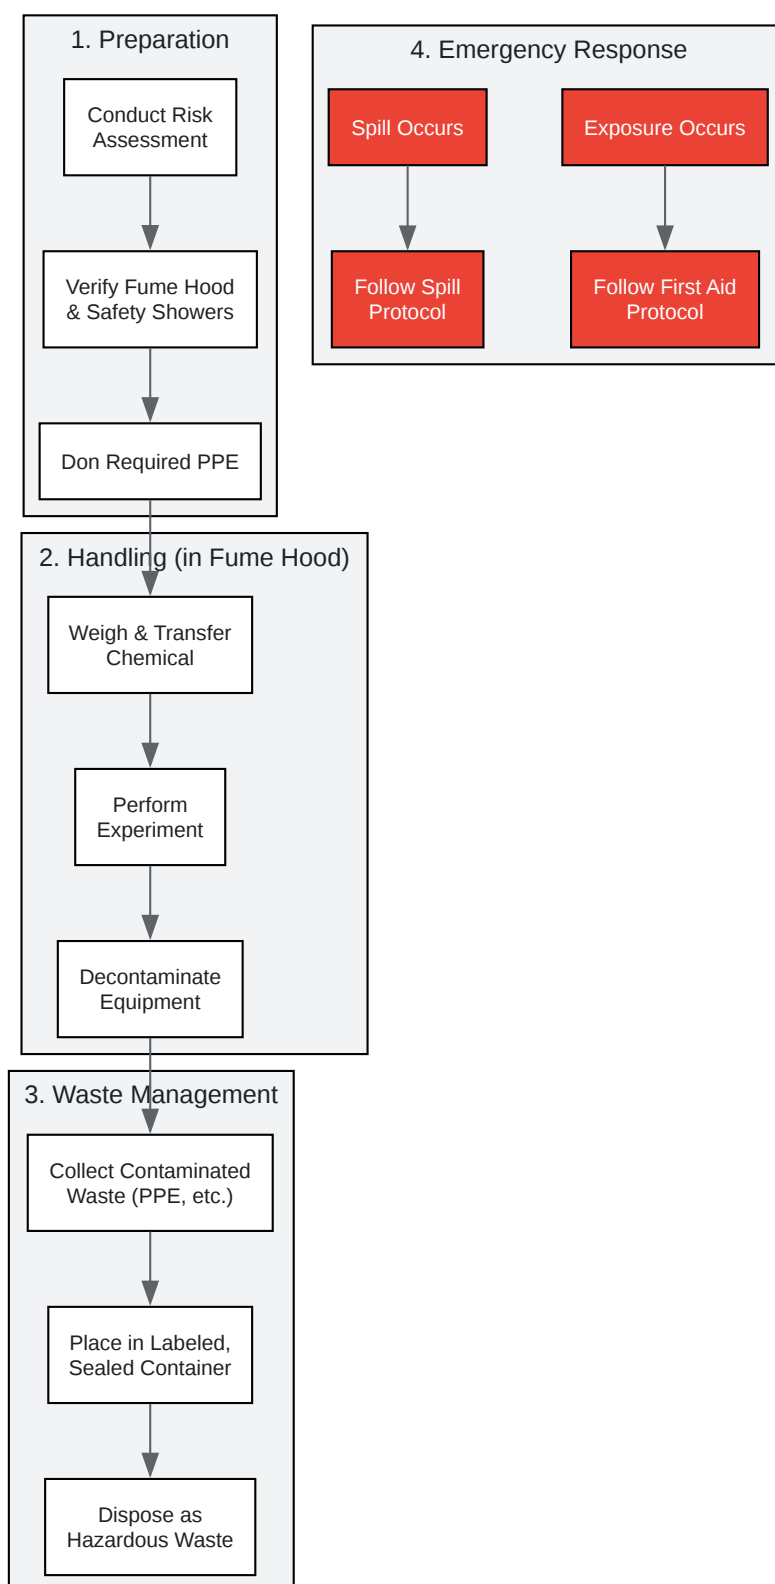 1. Preparation
Conduct Risk
Assessment
Verify Fume Hood
& Safety Showers
Don Required PPE
2. Handling (in Fume Hood)
Weigh & Transfer
Chemical
Perform
Experiment
Decontaminate
Equipment
3. Waste Management
Collect Contaminated
Waste (PPE, etc.)
Place in Labeled,
Sealed Container
Dispose as
Hazardous Waste
4. Emergency Response
Spill Occurs
Follow Spill
Protocol
Exposure Occurs
Follow First Aid
Protocol